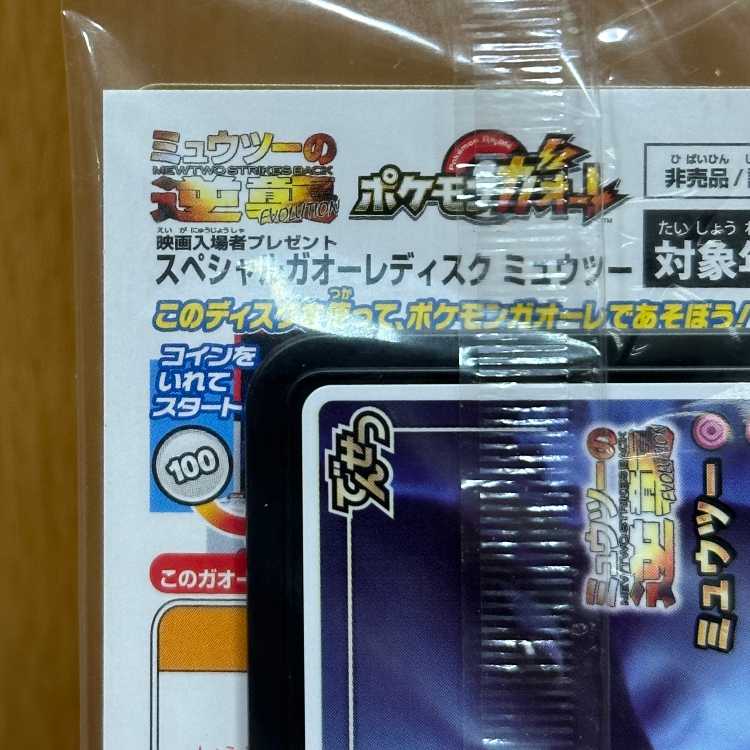 ミュウツーの
MEWTWO STRIKES BACK
逆襲
EVOLUTION
ポケモンガオーレ
ひばいひん
非売品/
えいがにゅうじょうしゃ
映画入場者プレゼント
スペシャルガオーレディスク ミュウツー
たいしょう
対象
つか
このディスクを使って、ポケモンガオーレであそぼう!
コインを
いれて
スタート
100
でんせつ
ミュウツーの
MEWTWO STRIKES BACK
逆襲
EVOLUTION
ミュウツー
このガオー